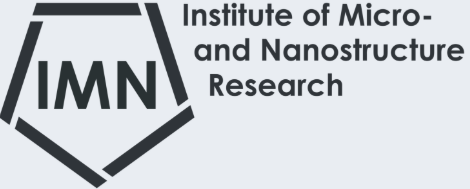 Institute of Micro-
and Nanostructure
Research
IMN